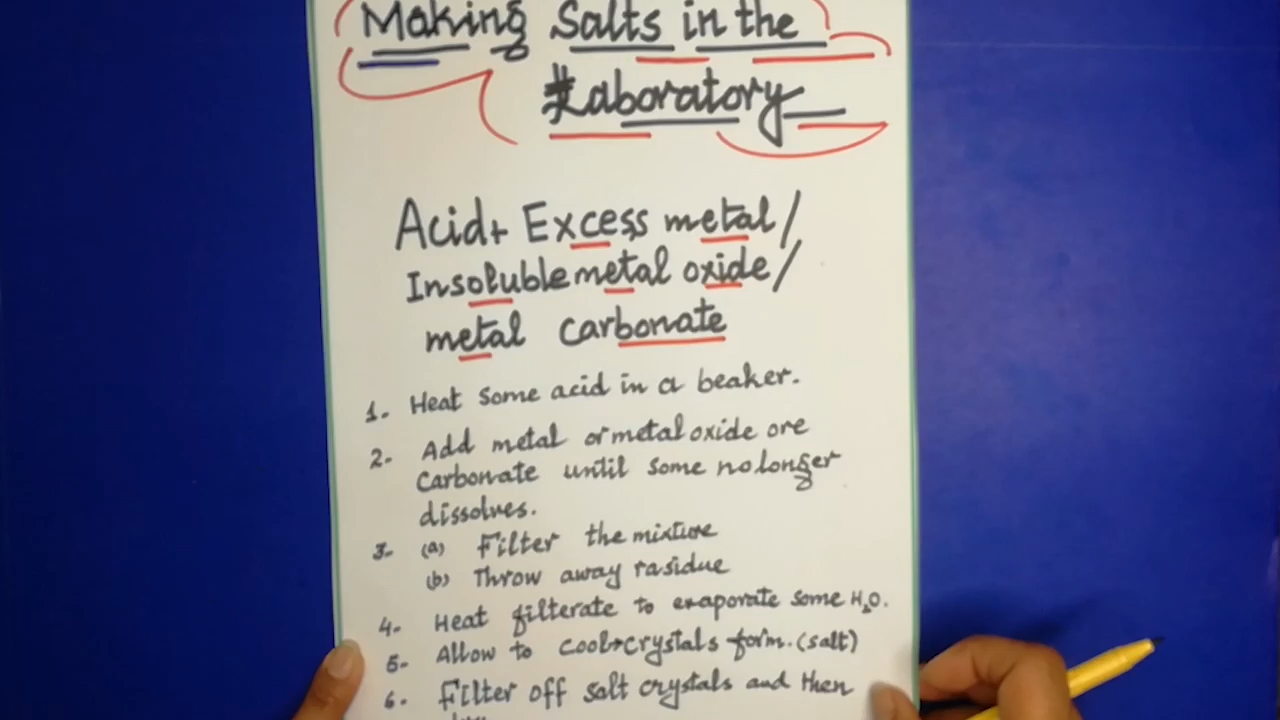 Making Salts in the
Laboratory
Acid+ Excess metal/
Insoluble metal oxide/
metal carbonate
1. Heat some acid in a beaker.
2. Add metal or metal oxide ore
Carbonate until some no longer
dissolves.
3. (a) Filter the mixture
(b) Throw away rasidue
4. Heat filterate to evaporate some H₂O.
5. Allow to cool→crystals form. (salt)
6. Filter off salt crystals and then